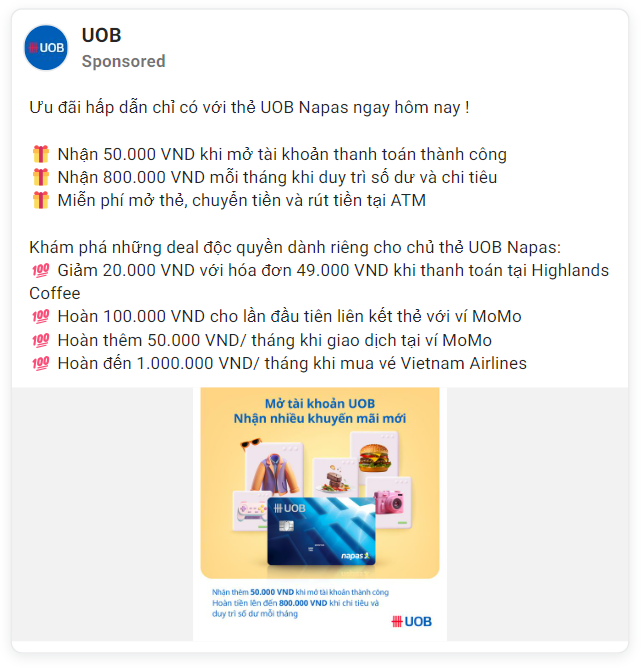 UOB
UOB
Sponsored
Ưu đãi hấp dẫn chỉ có với thẻ UOB Napas ngay hôm nay !
🎁 Nhận 50.000 VND khi mở tài khoản thanh toán thành công
🎁 Nhận 800.000 VND mỗi tháng khi duy trì số dư và chi tiêu
🎁 Miễn phí mở thẻ, chuyển tiền và rút tiền tại ATM
Khám phá những deal độc quyền dành riêng cho chủ thẻ UOB Napas:
💯 Giảm 20.000 VND với hóa đơn 49.000 VND khi thanh toán tại Highlands
Coffee
💯 Hoàn 100.000 VND cho lần đầu tiên liên kết thẻ với ví MoMo
💯 Hoàn thêm 50.000 VND/ tháng khi giao dịch tại ví MoMo
💯 Hoàn đến 1.000.000 VND/ tháng khi mua vé Vietnam Airlines
Mở tài khoản UOB
Nhận nhiều khuyến mãi mới
UOB
napas
Nhận thêm 50.000 VND khi mở tài khoản thành công
Hoàn tiền lên đến 800.000 VND khi chi tiêu và
duy trì số dư mỗi tháng
UOB